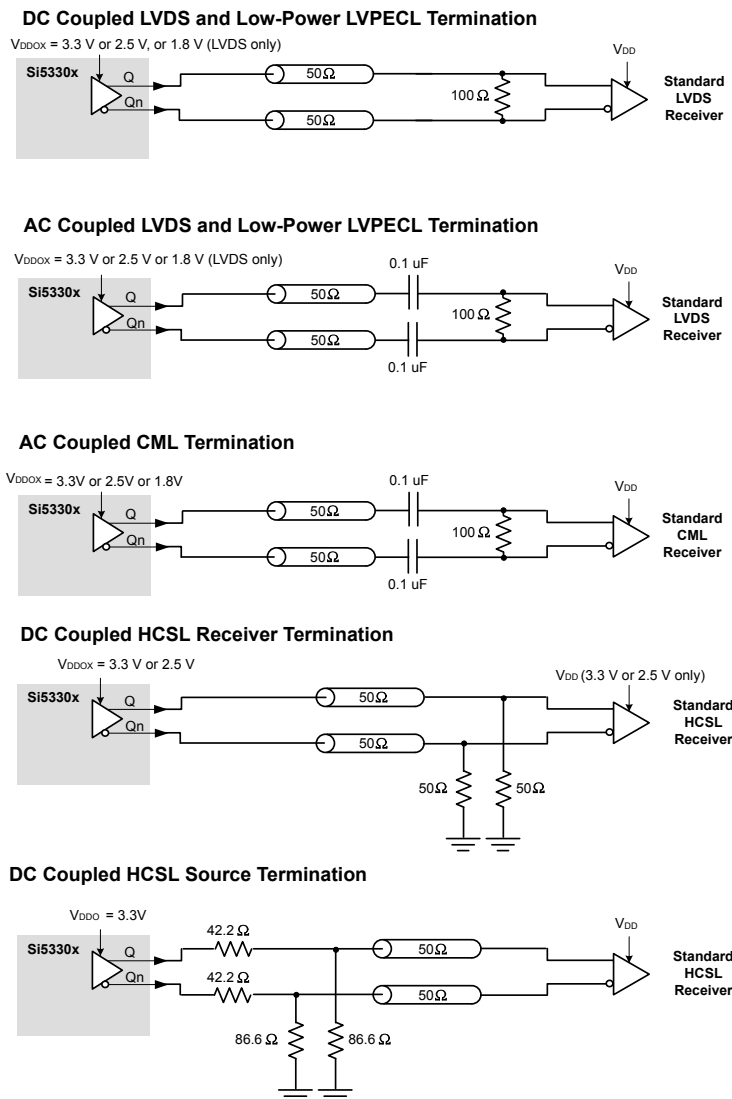 DC Coupled LVDS and Low-Power LVPECL Termination
VDDOX = 3.3 V or 2.5 V, or 1.8 V (LVDS only)
Si5330x
Q
Qn
50Ω
50Ω
100 Ω
VDD
Standard
LVDS
Receiver
AC Coupled LVDS and Low-Power LVPECL Termination
VDDOX = 3.3 V or 2.5 V or 1.8 V (LVDS only)
Si5330x
Q
Qn
50Ω
50Ω
0.1 uF
0.1 uF
100 Ω
VDD
Standard
LVDS
Receiver
AC Coupled CML Termination
VDDOX = 3.3V or 2.5V or 1.8V
Si5330x
Q
Qn
50Ω
50Ω
0.1 uF
0.1 uF
100 Ω
VDD
Standard
CML
Receiver
DC Coupled HCSL Receiver Termination
VDDOX = 3.3 V or 2.5 V
Si5330x
Q
Qn
50Ω
50Ω
50Ω
50Ω
VDD (3.3 V or 2.5 V only)
Standard
HCSL
Receiver
DC Coupled HCSL Source Termination
VDDO = 3.3V
Si5330x
Q
Qn
42.2 Ω
42.2 Ω
86.6 Ω
86.6 Ω
50Ω
50Ω
VDD
Standard
HCSL
Receiver